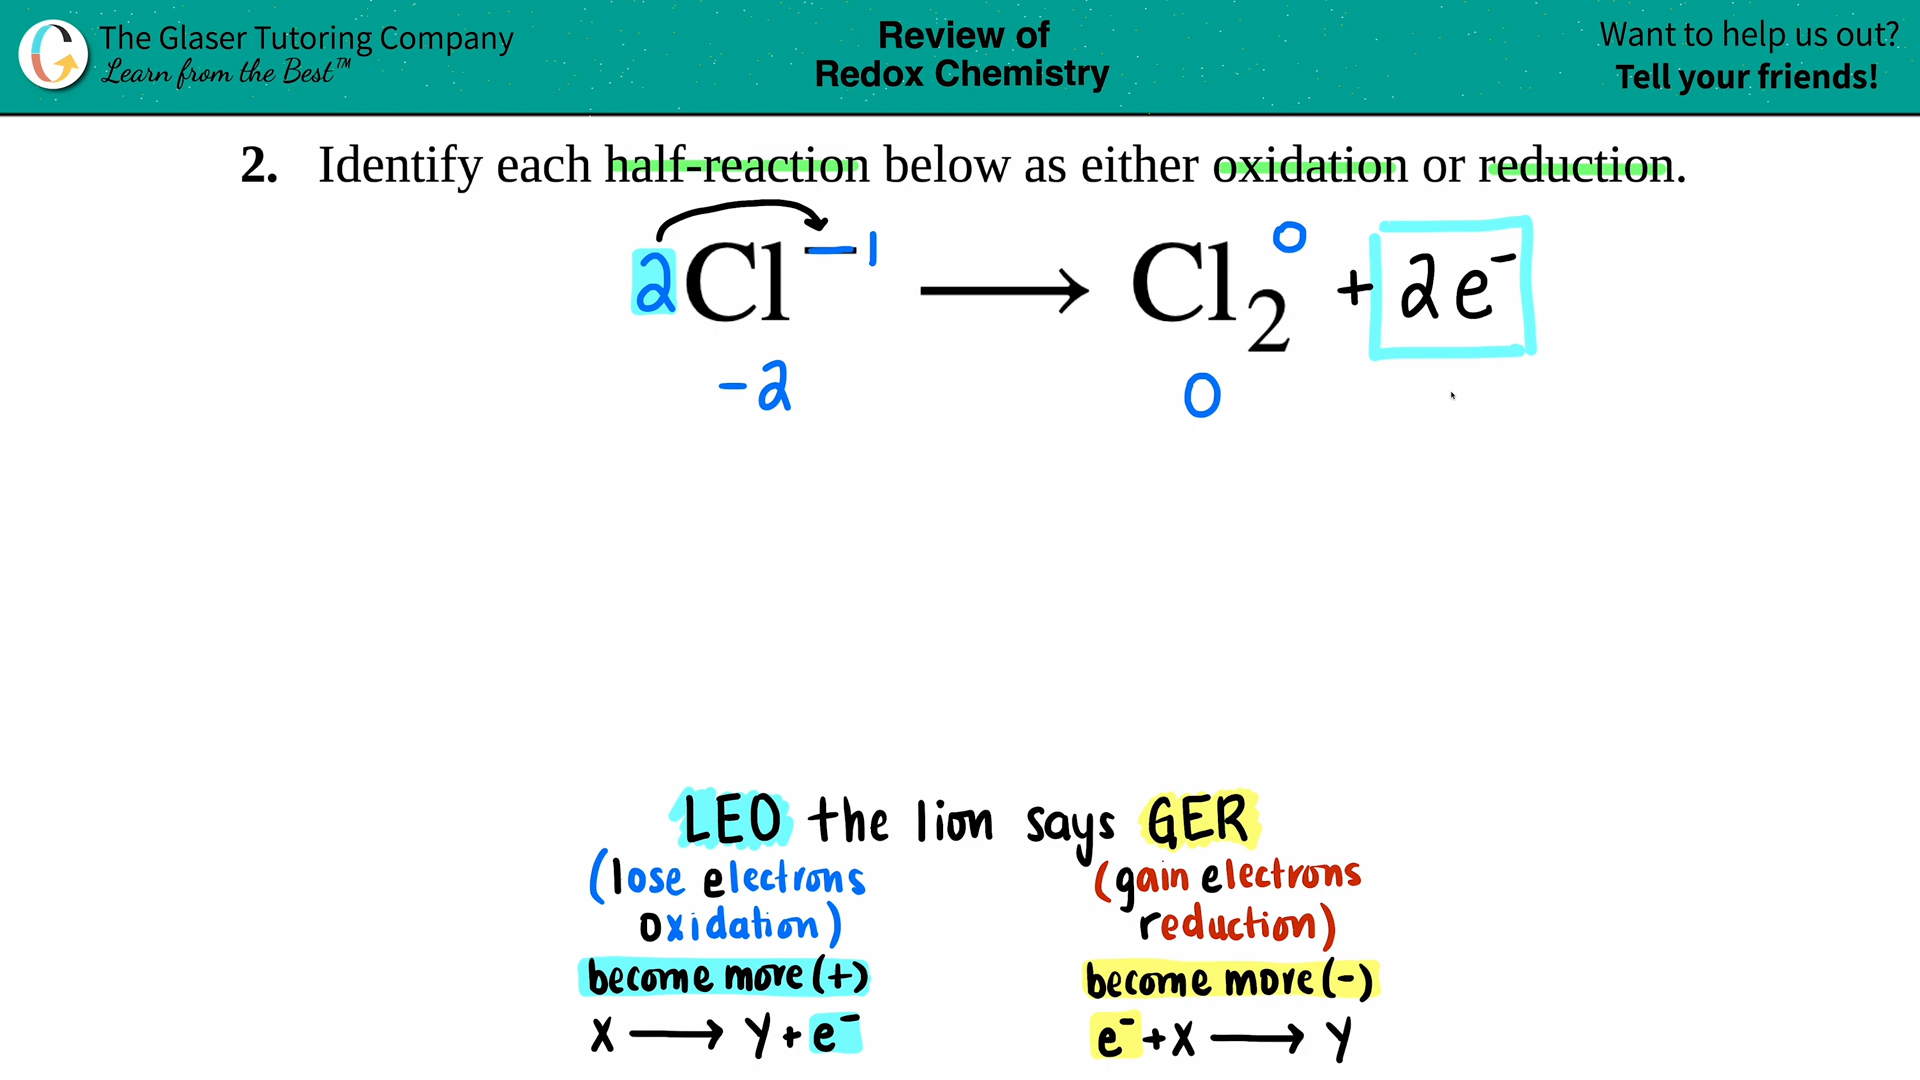 The Glaser Tutoring Company
Learn from the Best™
Review of
Redox Chemistry
Want to help us out?
Tell your friends!
2. Identify each half-reaction below as either oxidation or reduction.
2Cl⁻¹ ⟶ Cl₂⁰ + 2e⁻
-2 0
LEO the lion says GER
(lose electrons
oxidation)
(gain electrons
reduction)
become more (+)
become more (-)
X ⟶ Y + e⁻
e⁻ + X ⟶ Y